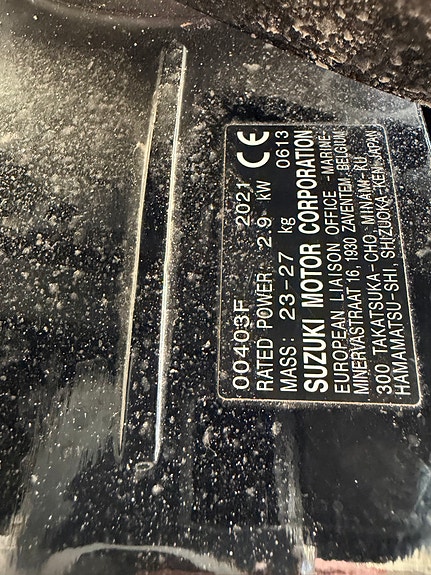 00403F 2021 CE
RATED POWER 2.9 kW
MASS: 23-27 kg 0613
SUZUKI MOTOR CORPORATION
EUROPEAN LIAISON OFFICE -MARINE-
MINERVASTRAAT 16, 1930 ZAVENTEM, BELGIUM
300 TAKATSUKA-CHO, MINAMI-KU,
HAMAMATSU-SHI, SHIZUOKA-KEN, JAPAN